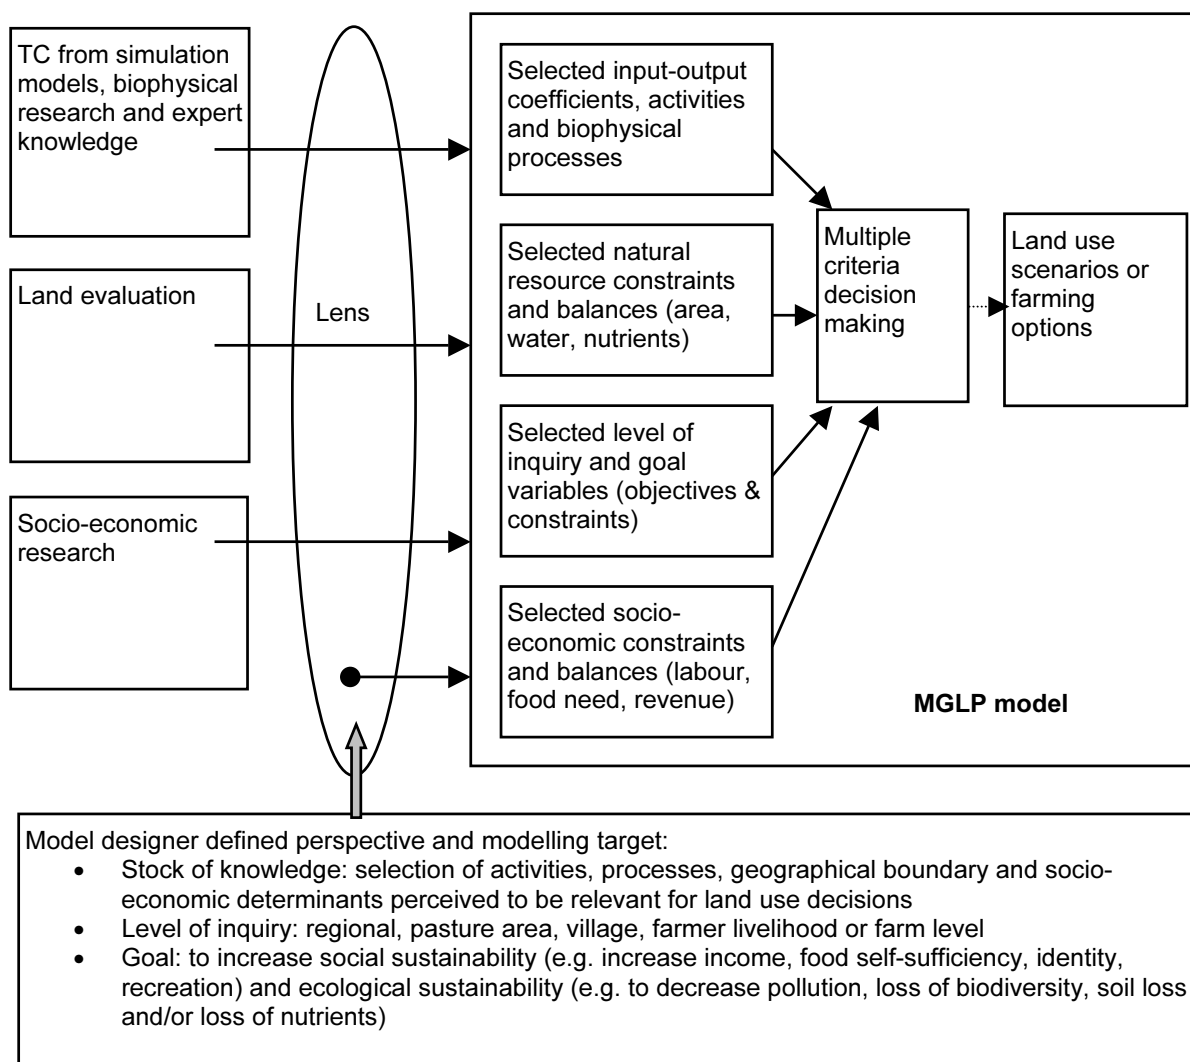 TC from simulation
models, biophysical
research and expert
knowledge
Land evaluation
Socio-economic
research
Lens
Selected input-output
coefficients, activities
and biophysical
processes
Selected natural
resource constraints
and balances (area,
water, nutrients)
Selected level of
inquiry and goal
variables (objectives &
constraints)
Selected socio-
economic constraints
and balances (labour,
food need, revenue)
Multiple
criteria
decision
making
Land use
scenarios or
farming
options
MGLP model
Model designer defined perspective and modelling target:
• Stock of knowledge: selection of activities, processes, geographical boundary and socio-
economic determinants perceived to be relevant for land use decisions
• Level of inquiry: regional, pasture area, village, farmer livelihood or farm level
• Goal: to increase social sustainability (e.g. increase income, food self-sufficiency, identity,
recreation) and ecological sustainability (e.g. to decrease pollution, loss of biodiversity, soil loss
and/or loss of nutrients)